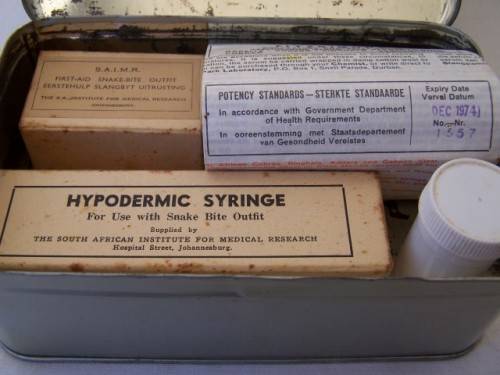 S.A.I.M.R.
FIRST-AID SNAKE-BITE OUTFIT
EERSTEHULP SLANGBYT UITRUSTING
THE S.A. INSTITUTE FOR MEDICAL RESEARCH
JOHANNESBURG
POTENCY STANDARDS — STERKTE STANDAARDE
In accordance with Government Department
of Health Requirements
In ooreenstemming met Staatsdepartement
van Gesondheid Vereistes
Expiry Date
Verval Datum
DEC 1974
No.—Nr.
1557
HYPODERMIC SYRINGE
For Use with Snake Bite Outfit
Supplied by
THE SOUTH AFRICAN INSTITUTE FOR MEDICAL RESEARCH
Hospital Street, Johannesburg.